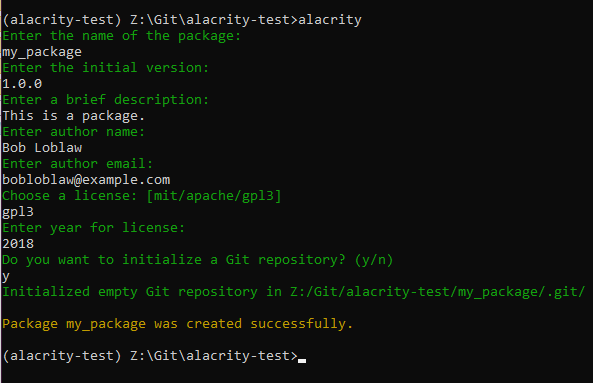 (alacrity-test) Z:\Git\alacrity-test>alacrity
Enter the name of the package:
my_package
Enter the initial version:
1.0.0
Enter a brief description:
This is a package.
Enter author name:
Bob Loblaw
Enter author email:
bobloblaw@example.com
Choose a license: [mit/apache/gpl3]
gpl3
Enter year for license:
2018
Do you want to initialize a Git repository? (y/n)
y
Initialized empty Git repository in Z:/Git/alacrity-test/my_package/.git/
Package my_package was created successfully.
(alacrity-test) Z:\Git\alacrity-test>